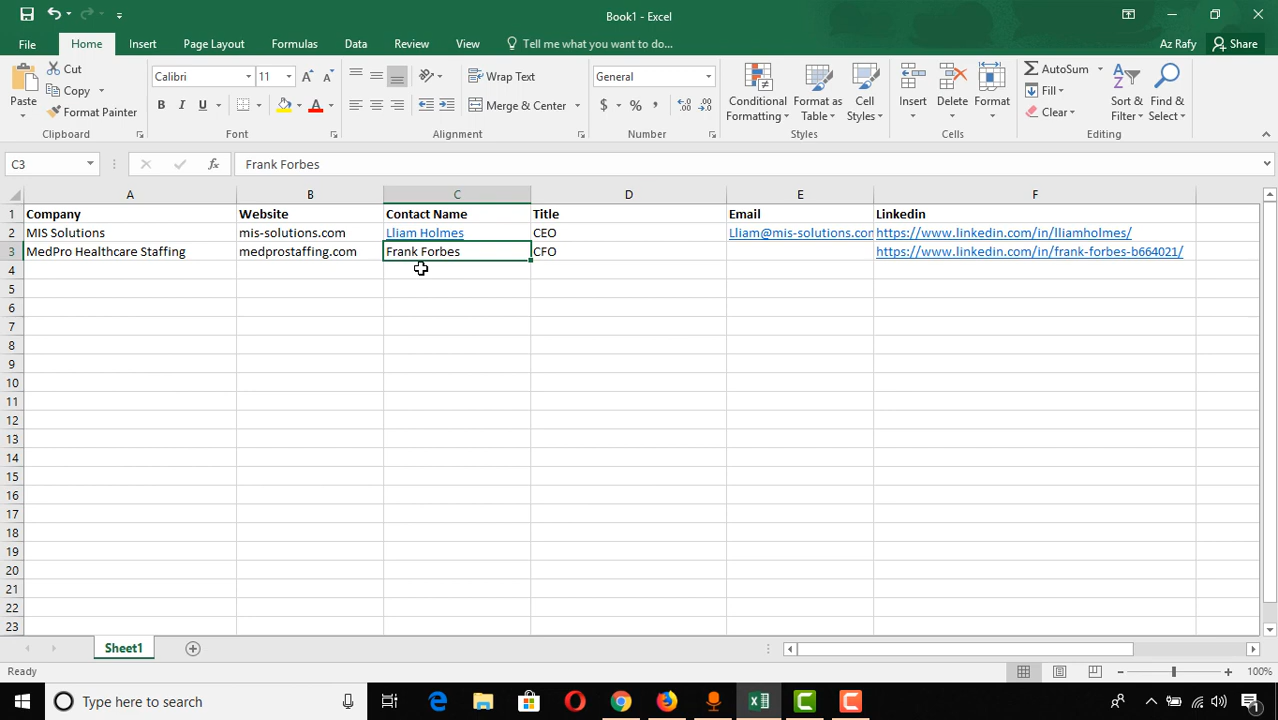 Book1 - Excel
File Home Insert Page Layout Formulas Data Review View Tell me what you want to do... Az Rafy Share
Paste
Cut
Copy
Format Painter
Clipboard
Calibri 11
B I U
Font
Wrap Text
Merge & Center
Alignment
General
$ % ,
Number
Conditional Formatting
Format as Table
Cell Styles
Styles
Insert Delete Format
Cells
AutoSum
Fill
Clear
Sort & Filter
Find & Select
Editing
C3 fx Frank Forbes
A B C D E F
1 Company Website Contact Name Title Email Linkedin
2 MIS Solutions mis-solutions.com Lliam Holmes CEO Lliam@mis-solutions.com https://www.linkedin.com/in/lliamholmes/
3 MedPro Healthcare Staffing medprostaffing.com Frank Forbes CFO https://www.linkedin.com/in/frank-forbes-b664021/
4
5
6
7
8
9
10
11
12
13
14
15
16
17
18
19
20
21
22
23
Sheet1
Ready 100%
Type here to search